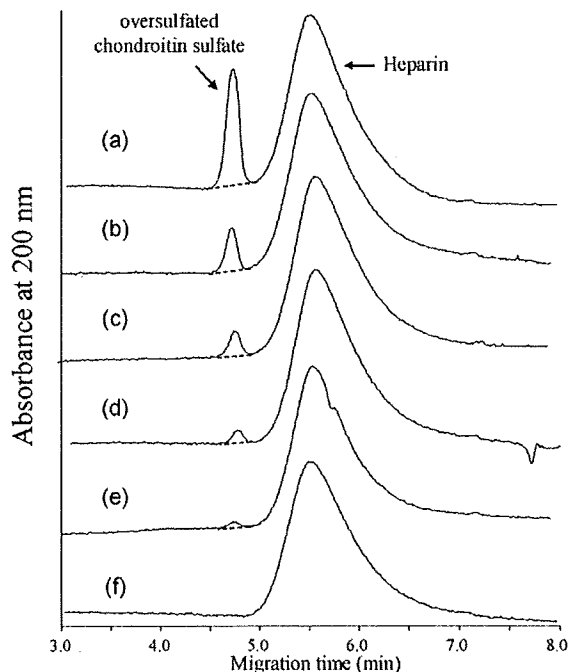 oversulfated
chondroitin sulfate
Heparin
(a)
(b)
(c)
(d)
(e)
(f)
Absorbance at 200 nm
3.0 4.0 5.0 6.0 7.0 8.0
Migration time (min)